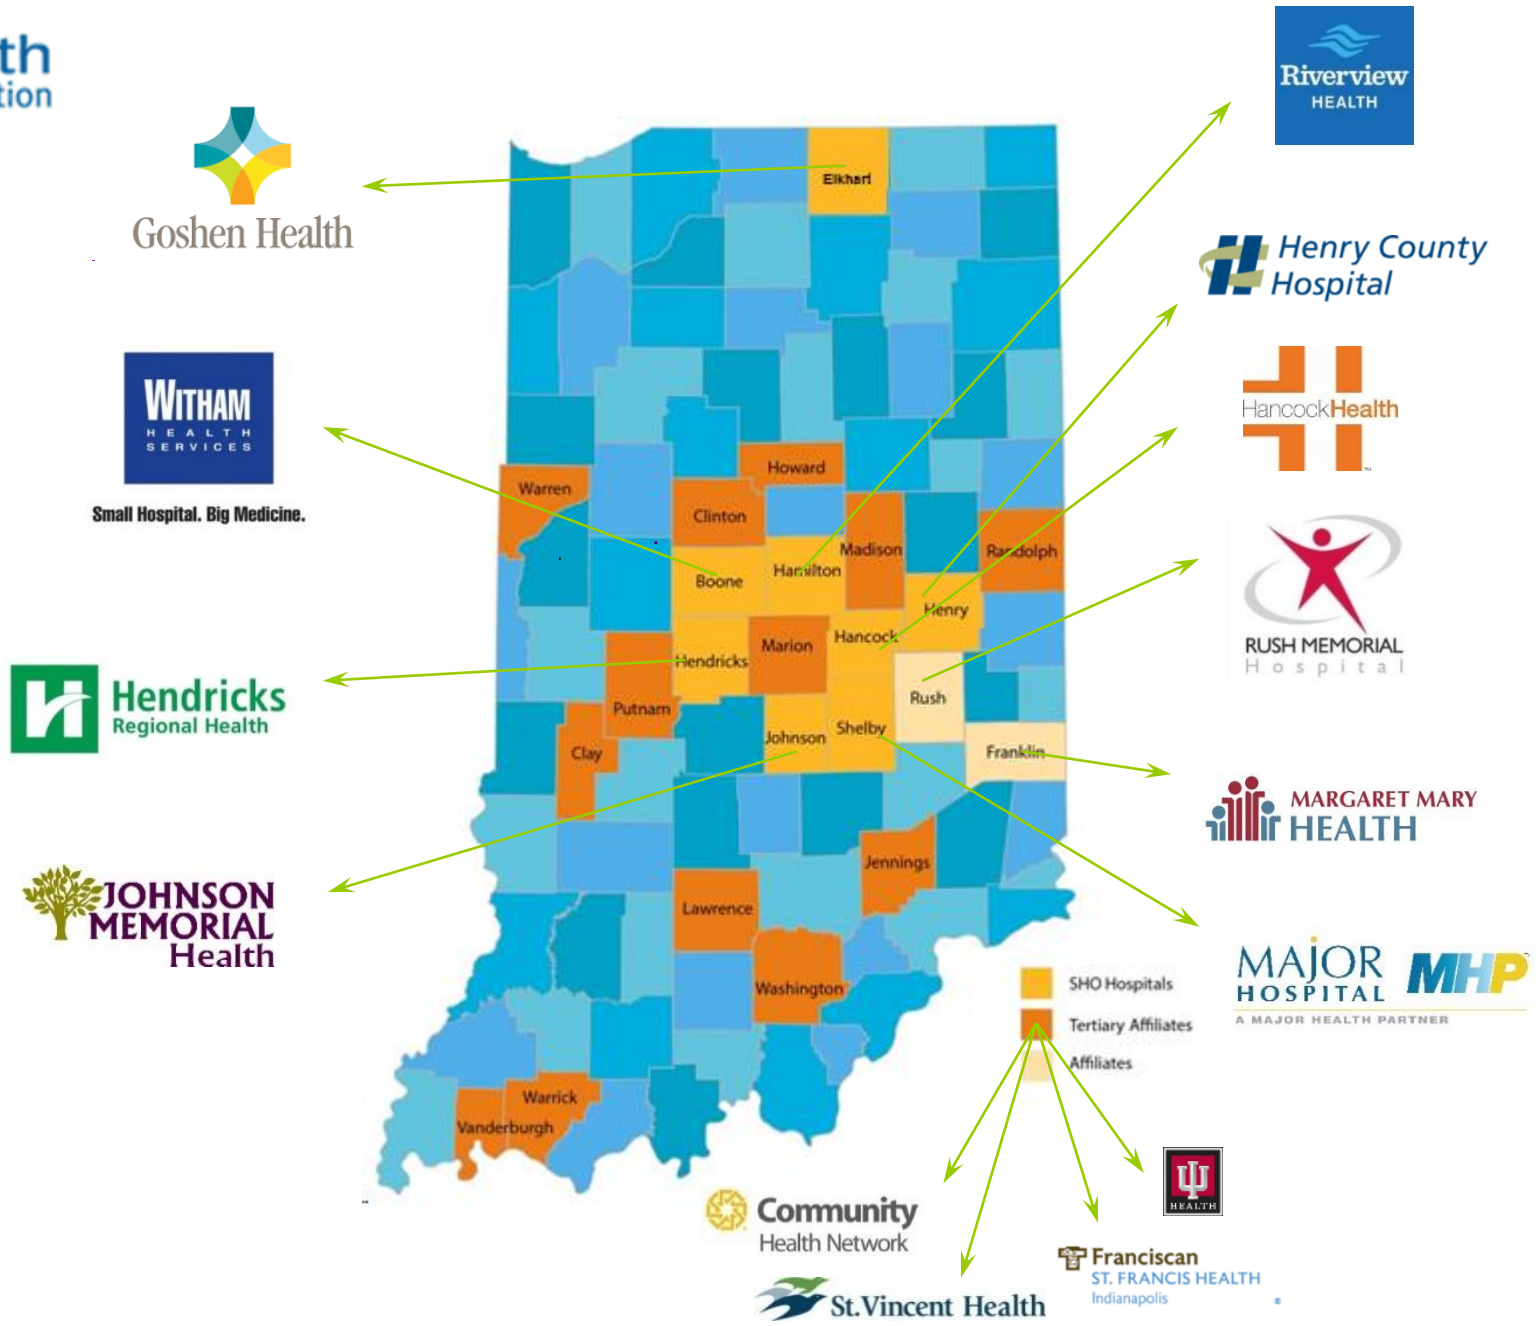 th
tion
Riverview
HEALTH
Goshen Health
Elkhart
Henry County
Hospital
WITHAM
HEALTH
SERVICES
Small Hospital. Big Medicine.
HancockHealth
TM
Howard
Warren
Clinton
Madison
Randolph
Boone
Hamilton
Henry
RUSH MEMORIAL
Hospital
Hancock
Marion
Hendricks
Rush
Hendricks
Regional Health
Putnam
Shelby
Johnson
Clay
Franklin
MARGARET MARY
HEALTH
Jennings
JOHNSON
MEMORIAL
Health
Lawrence
Washington
MAJOR
HOSPITAL
MHP
A MAJOR HEALTH PARTNER
SHO Hospitals
Tertiary Affiliates
Affiliates
Warrick
Vanderburgh
HEALTH
Community
Health Network
Franciscan
ST. FRANCIS HEALTH
Indianapolis
St.Vincent Health